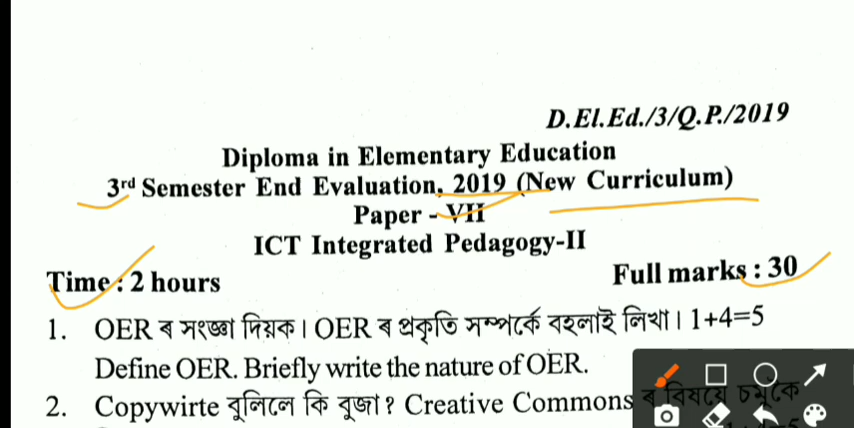 D.El.Ed./3/Q.P./2019
Diploma in Elementary Education
3rd Semester End Evaluation, 2019 (New Curriculum)
Paper - VII
ICT Integrated Pedagogy-II
Time : 2 hours Full marks : 30
1. OER ৰ সংজ্ঞা দিয়ক। OER ৰ প্ৰকৃতি সম্পৰ্কে বহলাই লিখা। 1+4=5
Define OER. Briefly write the nature of OER.
2. Copywirte বুলিলে কি বুজা? Creative Commons ৰ বিষয়ে চমুকৈ